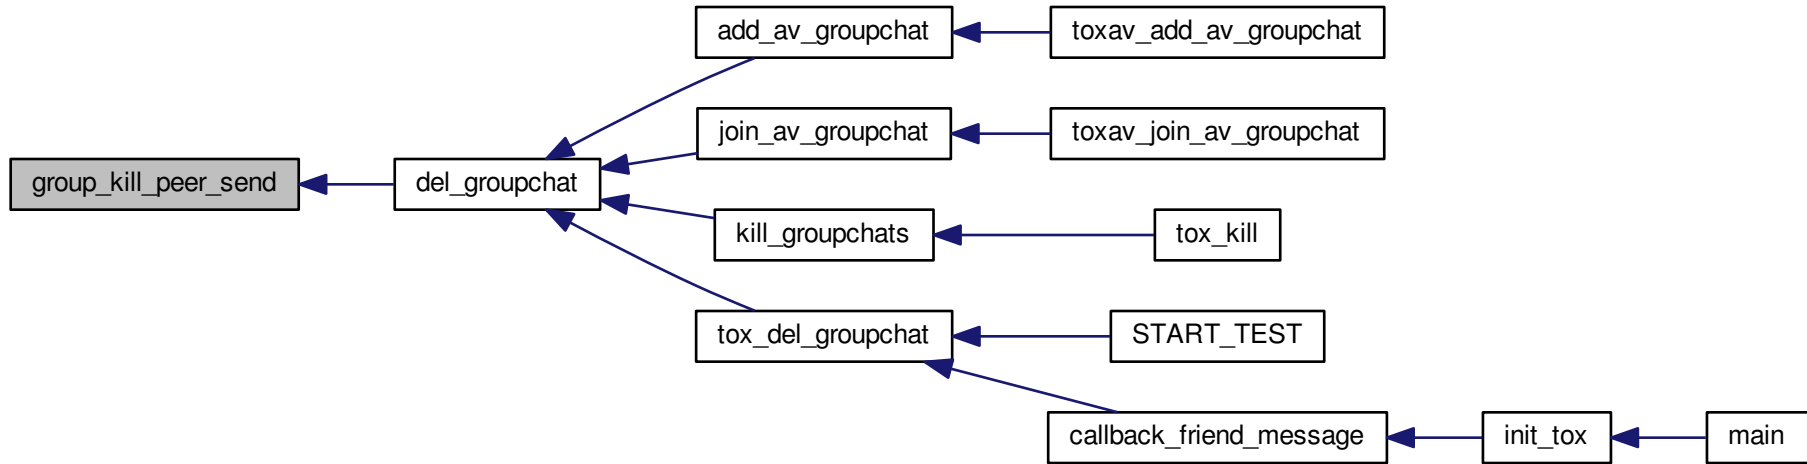 add_av_groupchat
toxav_add_av_groupchat
join_av_groupchat
toxav_join_av_groupchat
group_kill_peer_send
del_groupchat
kill_groupchats
tox_kill
tox_del_groupchat
START_TEST
callback_friend_message
init_tox
main